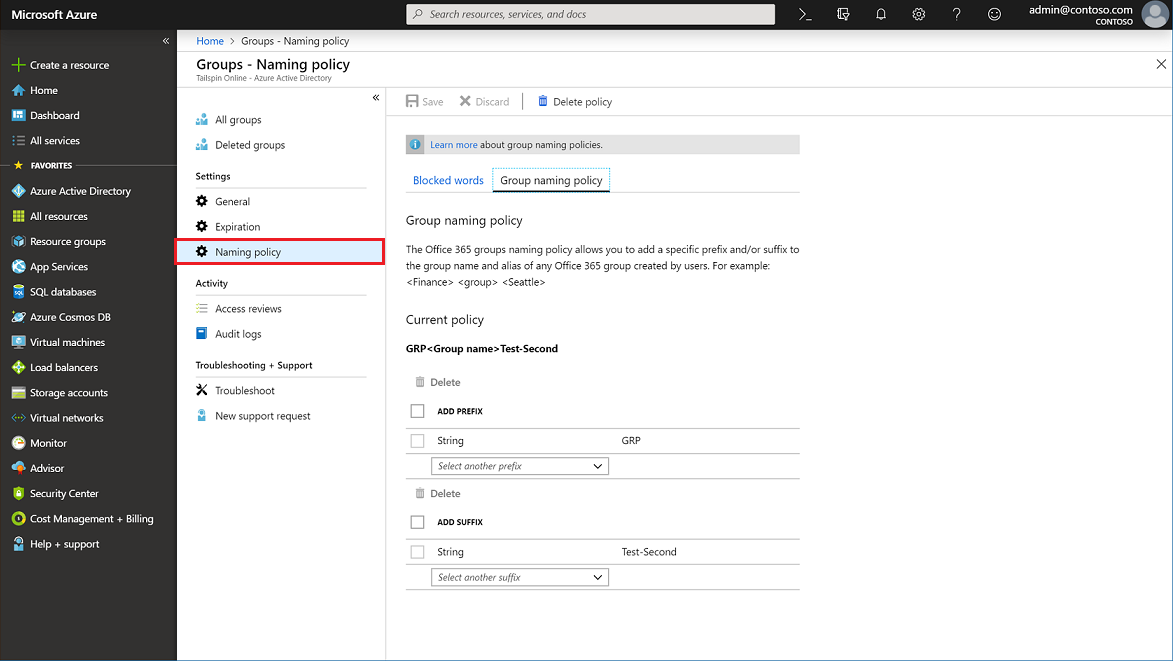 Microsoft Azure
Search resources, services, and docs
admin@contoso.com
CONTOSO
Create a resource
Home
Dashboard
All services
FAVORITES
Azure Active Directory
All resources
Resource groups
App Services
SQL databases
Azure Cosmos DB
Virtual machines
Load balancers
Storage accounts
Virtual networks
Monitor
Advisor
Security Center
Cost Management + Billing
Help + support
Home > Groups - Naming policy
Groups - Naming policy
Tailspin Online - Azure Active Directory
All groups
Deleted groups
Settings
General
Expiration
Naming policy
Activity
Access reviews
Audit logs
Troubleshooting + Support
Troubleshoot
New support request
Save Discard Delete policy
Learn more about group naming policies.
Blocked words Group naming policy
Group naming policy
The Office 365 groups naming policy allows you to add a specific prefix and/or suffix to
the group name and alias of any Office 365 group created by users. For example:
<Finance> <group> <Seattle>
Current policy
GRP<Group name>Test-Second
Delete
ADD PREFIX
String GRP
Select another prefix
Delete
ADD SUFFIX
String Test-Second
Select another suffix